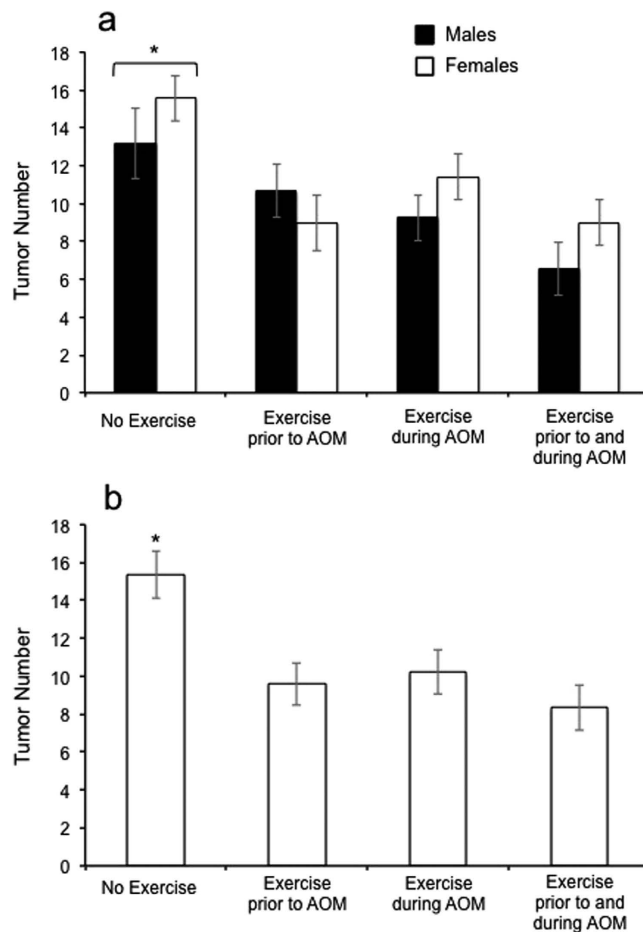 a
Males
Females
18
16
14
12
10
8
6
4
2
0
Tumor Number
*
No Exercise
Exercise
prior to AOM
Exercise
during AOM
Exercise
prior to and
during AOM
b
18
16
14
12
10
8
6
4
2
0
Tumor Number
*
No Exercise
Exercise
prior to AOM
Exercise
during AOM
Exercise
prior to and
during AOM